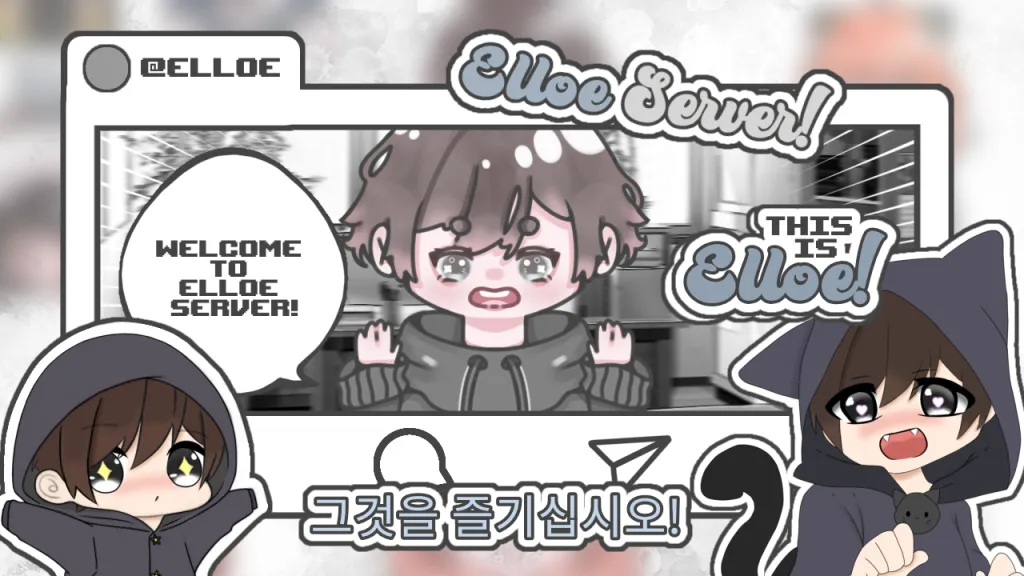 @ELLOE
Elloe Server!
WELCOME
TO
ELLOE
SERVER!
THIS
IS,
Elloe!
그것을 즐기십시오!